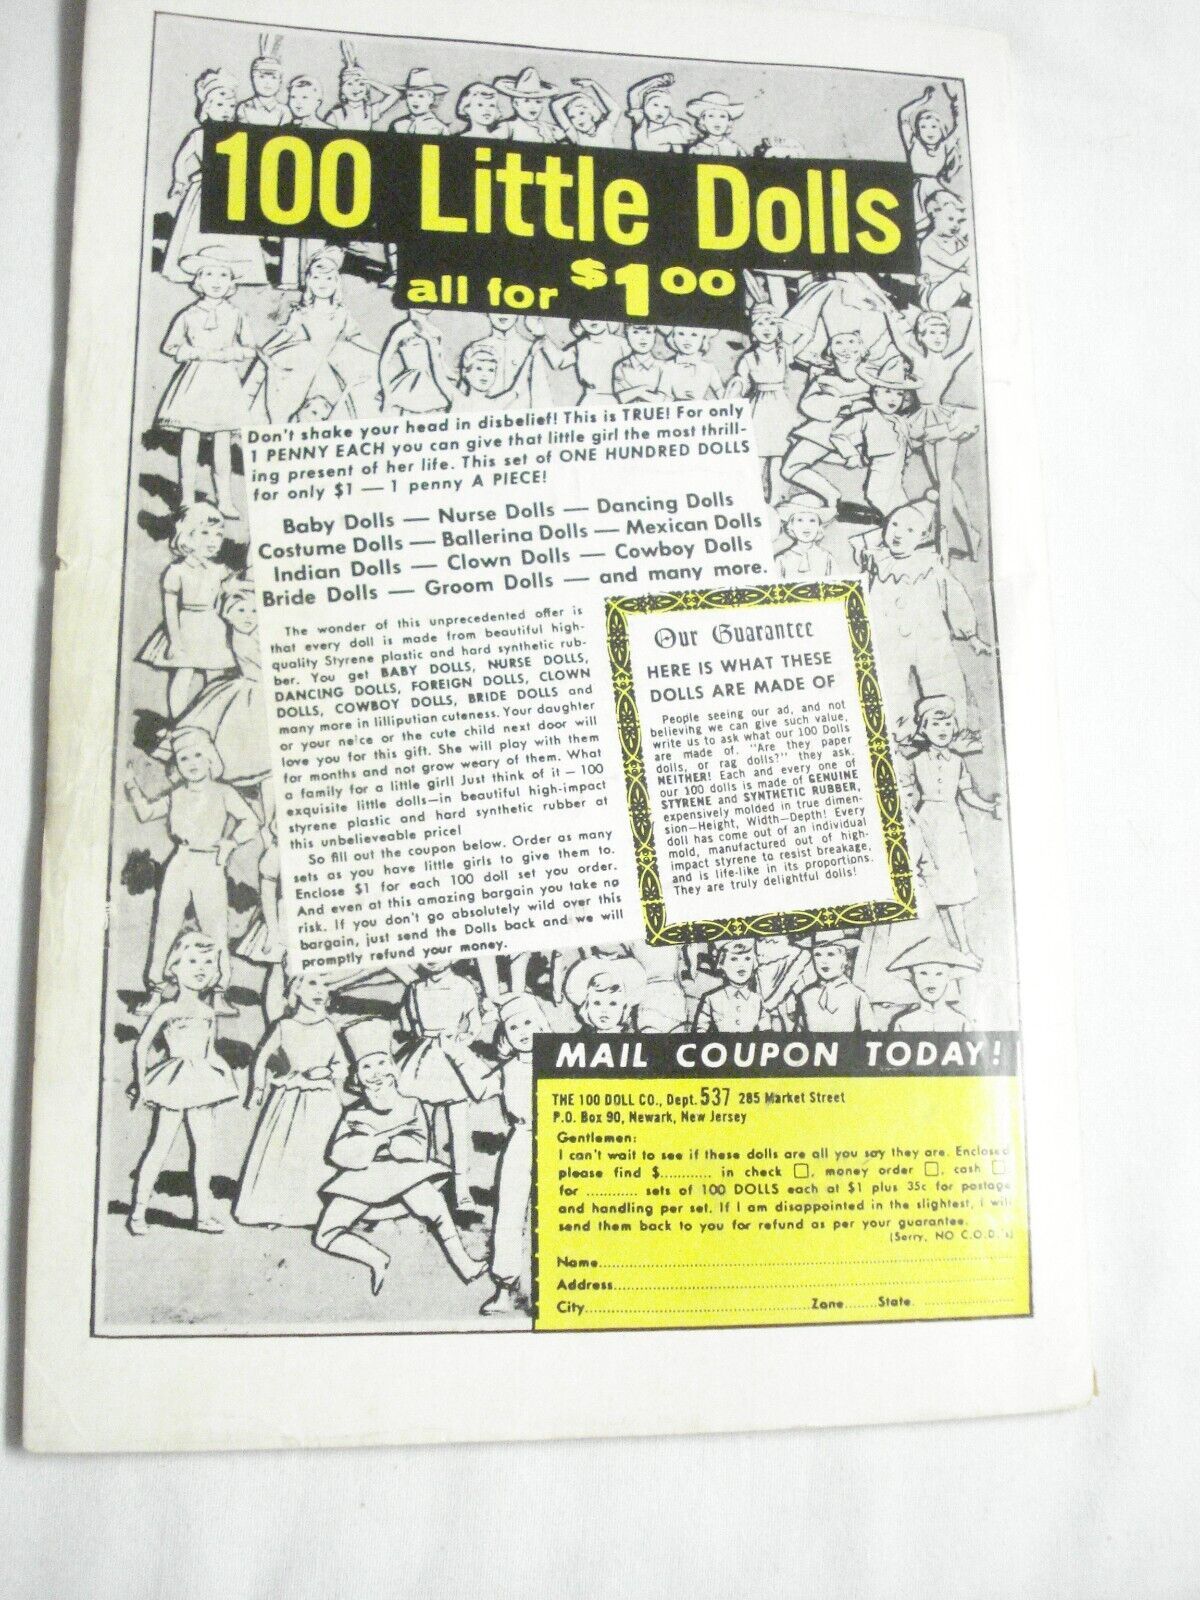 100 Little Dolls
all for $1.00
Don't shake your head in disbelief! This is TRUE! For only
1 PENNY EACH you can give that little girl the most thrill-
ing present of her life. This set of ONE HUNDRED DOLLS
for only $1 — 1 penny A PIECE!
Baby Dolls — Nurse Dolls — Dancing Dolls
Costume Dolls — Ballerina Dolls — Mexican Dolls
Indian Dolls — Clown Dolls — Cowboy Dolls
Bride Dolls — Groom Dolls — and many more.
The wonder of this unprecedented offer is
that every doll is made from beautiful high-
quality Styrene plastic and hard synthetic rub-
ber. You get BABY DOLLS, NURSE DOLLS,
DANCING DOLLS, FOREIGN DOLLS, CLOWN
DOLLS, COWBOY DOLLS, BRIDE DOLLS and
many more in lilliputian cuteness. Your daughter
or your neice or the cute child next door will
love you for this gift. She will play with them
for months and not grow weary of them. What
a family for a little girl! Just think of it — 100
exquisite little dolls—in beautiful high-impact
styrene plastic and hard synthetic rubber at
this unbelieveable price!
So fill out the coupon below. Order as many
sets as you have little girls to give them to.
Enclose $1 for each 100 doll set you order.
And even at this amazing bargain you take no
risk. If you don't go absolutely wild over this
bargain, just send the Dolls back and we will
promptly refund your money.
Our Guarantee
HERE IS WHAT THESE
DOLLS ARE MADE OF
People seeing our ad, and not
believing we can give such value,
write us to ask what our 100 Dolls
are made of. "Are they paper
dolls, or rag dolls?" they ask.
NEITHER! Each and every one of
our 100 dolls is made of GENUINE
STYRENE and SYNTHETIC RUBBER,
expensively molded in true dimen-
sion—Height, Width—Depth! Every
doll has come out of an individual
mold, manufactured out of high-
impact styrene to resist breakage,
and is life-like in its proportions.
They are truly delightful dolls!
MAIL COUPON TODAY!
THE 100 DOLL CO., Dept. 537 285 Market Street
P.O. Box 90, Newark, New Jersey
Gentlemen:
I can't wait to see if these dolls are all you say they are. Enclosed
please find $........... in check ☐, money order ☐, cash ☐
for ........... sets of 100 DOLLS each at $1 plus 35c for postage
and handling per set. If I am disappointed in the slightest, I will
send them back to you for refund as per your guarantee.
(Sorry, NO C.O.D.'s)
Name
Address
City Zone State